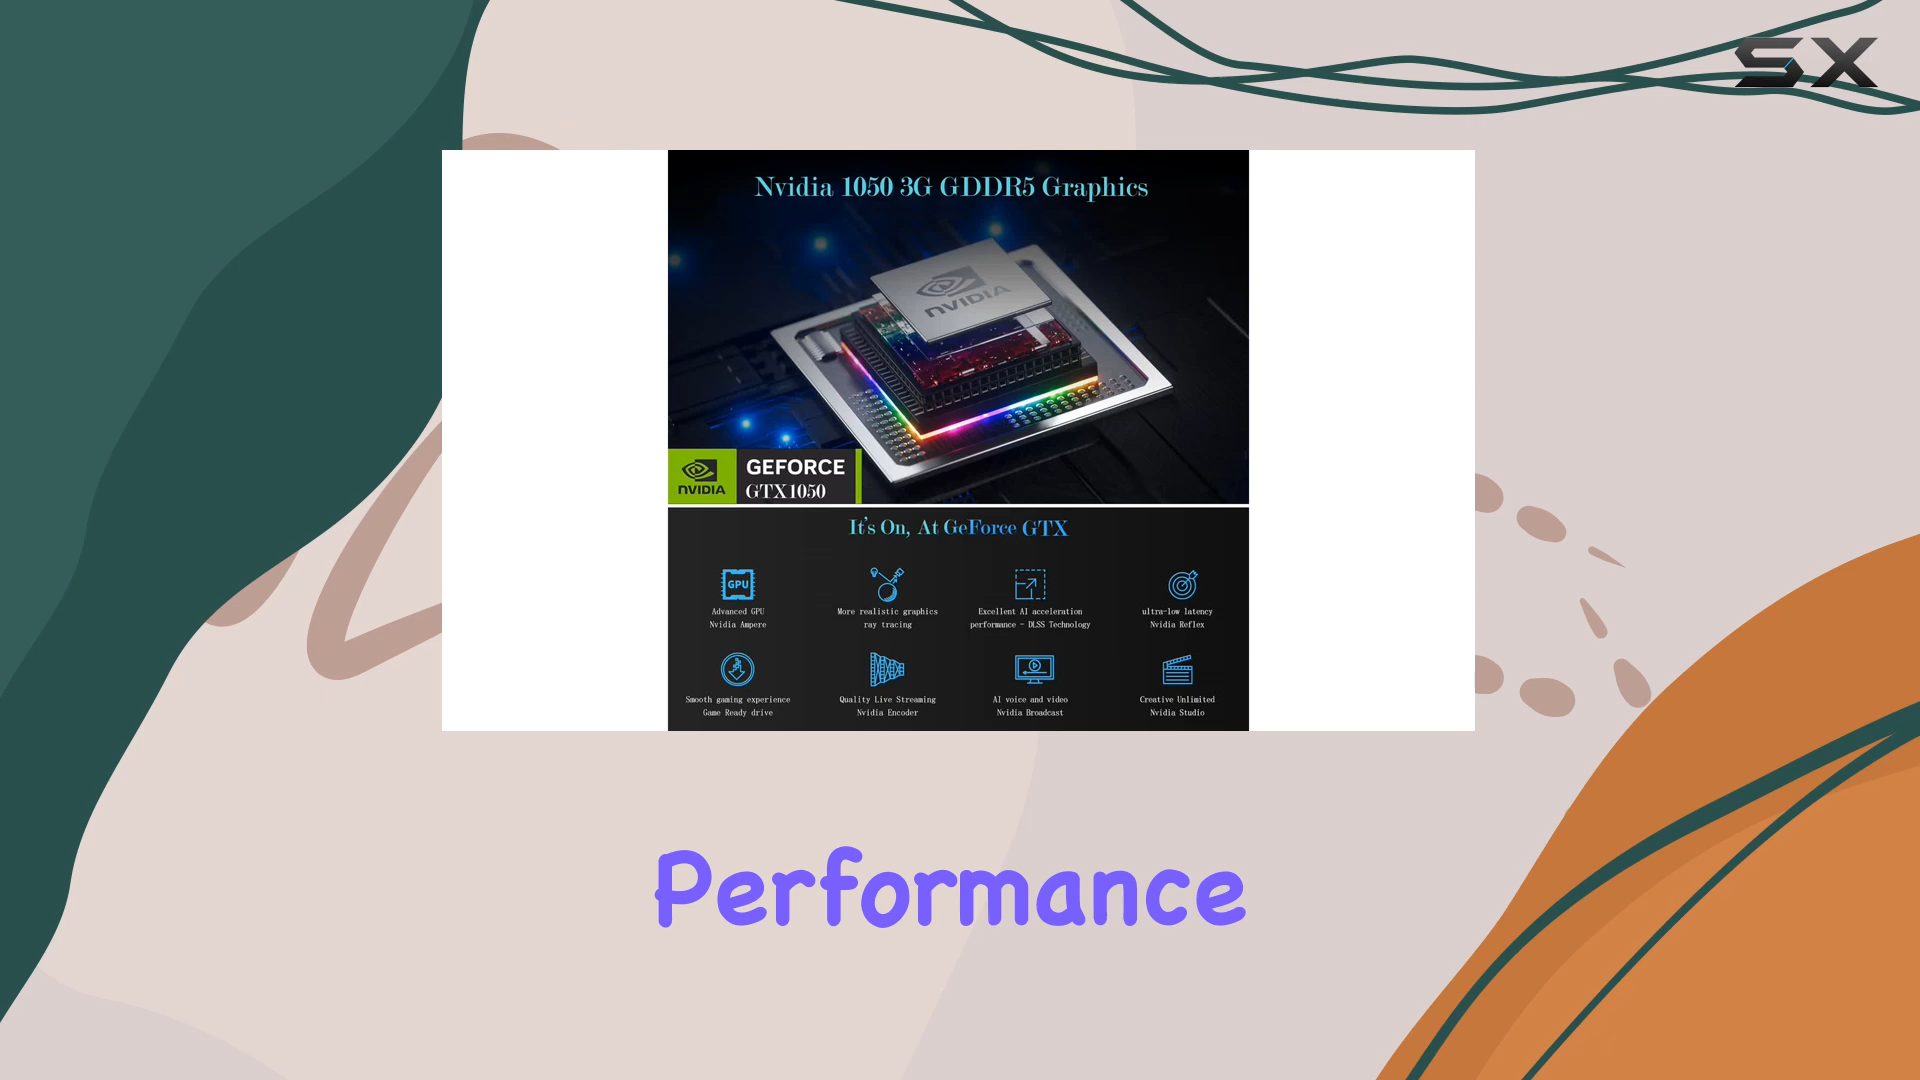 SX
Nvidia 1050 3G GDDR5 Graphics
nVIDIA
nVIDIA
GEFORCE
GTX1050
It's On, At GeForce GTX
GPU
Advanced GPU
Nvidia Ampere
More realistic graphics
ray tracing
Excellent AI acceleration
performance - DLSS Technology
ultra-low latency
Nvidia Reflex
Smooth gaming experience
Game Ready drive
Quality Live Streaming
Nvidia Encoder
AI voice and video
Nvidia Broadcast
Creative Unlimited
Nvidia Studio
Performance